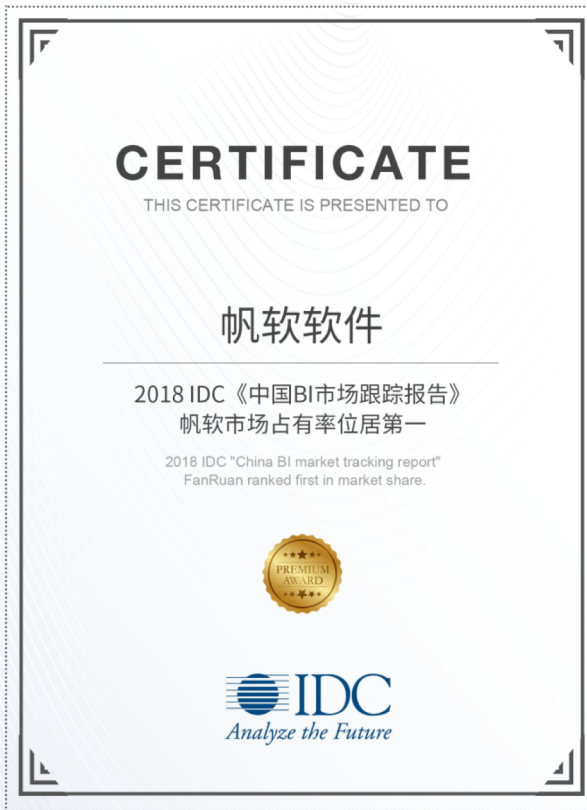 CERTIFICATE
THIS CERTIFICATE IS PRESENTED TO
帆软软件
2018 IDC《中国BI市场跟踪报告》
帆软市场占有率位居第一
2018 IDC "China BI market tracking report"
FanRuan ranked first in market share.
PREMIUM
AWARD
IDC
Analyze the Future